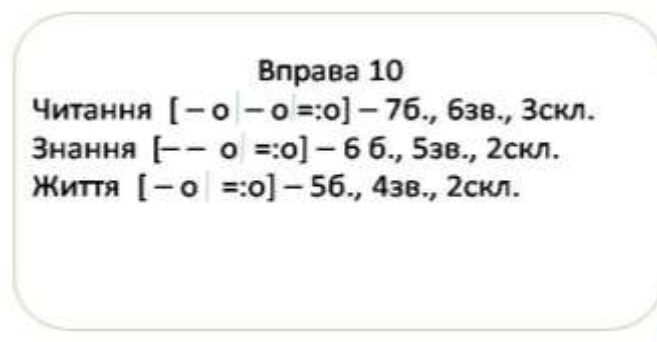 Вправа 10
Читання [ – о | – о |=:о] – 7б., 6зв., 3скл.
Знання [– – о| =:о] – 6 б., 5зв., 2скл.
Життя [ – о | =:о] – 5б., 4зв., 2скл.